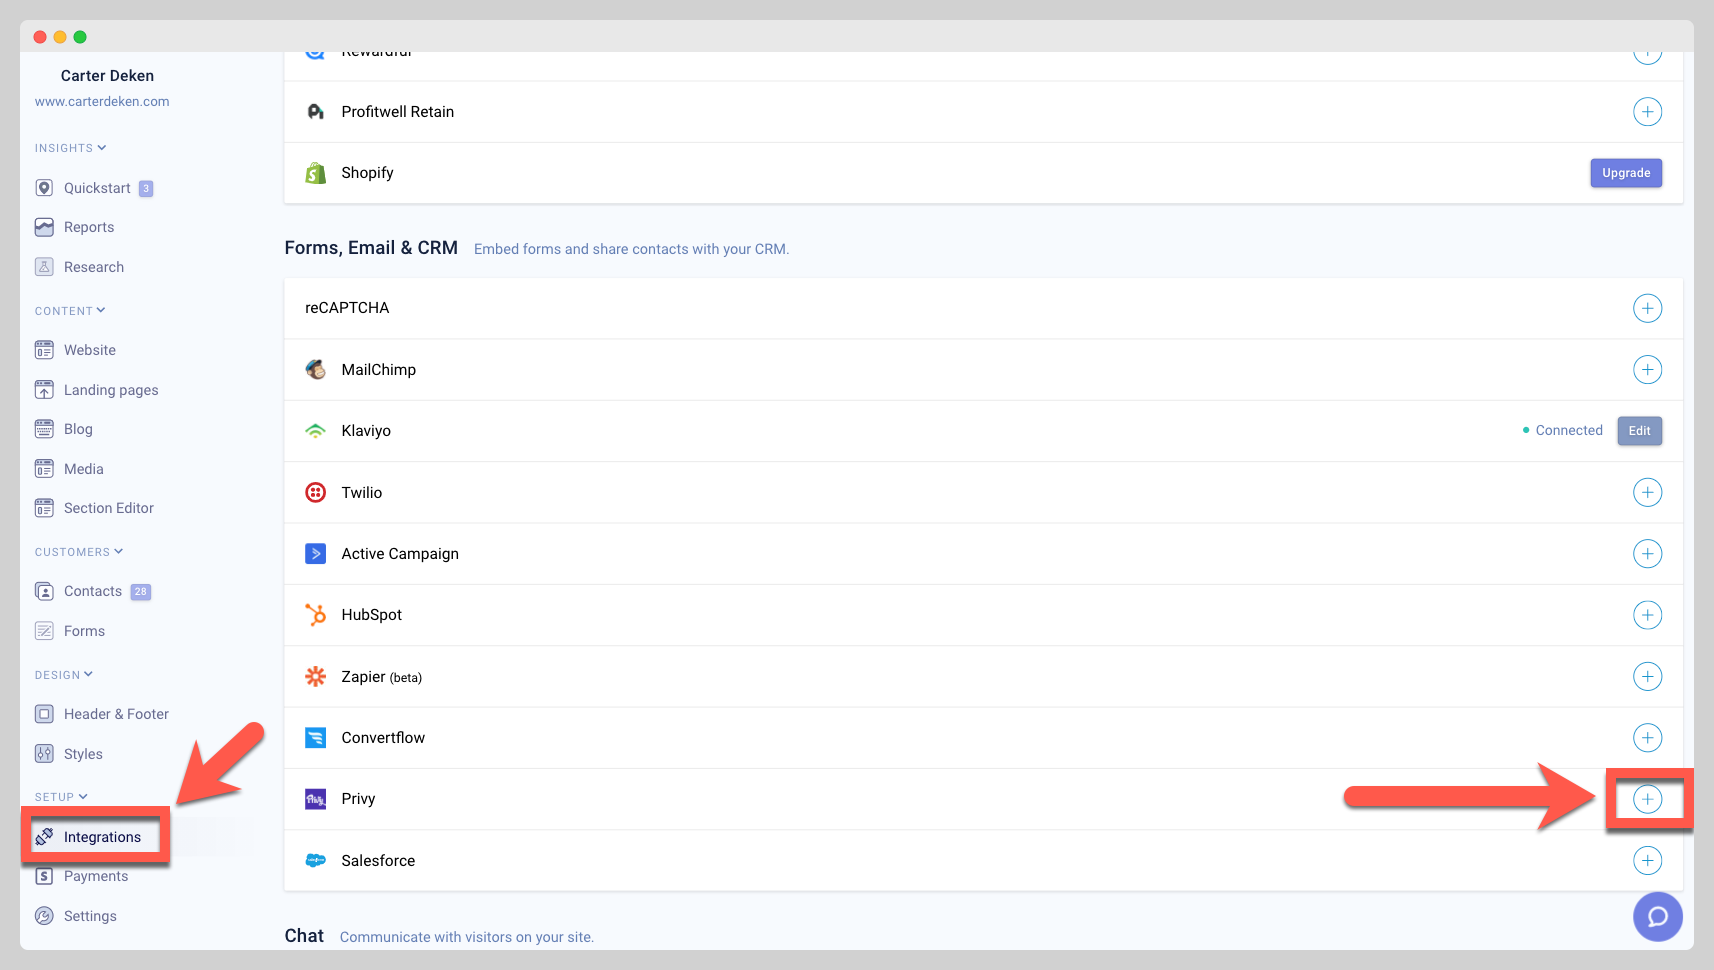 Carter Deken
www.carterdeken.com
INSIGHTS
Quickstart 3
Reports
Research
CONTENT
Website
Landing pages
Blog
Media
Section Editor
CUSTOMERS
Contacts 28
Forms
DESIGN
Header & Footer
Styles
SETUP
Integrations
Payments
Settings
Rewardful
Profitwell Retain
Shopify Upgrade
Forms, Email & CRM Embed forms and share contacts with your CRM.
reCAPTCHA
MailChimp
Klaviyo Connected Edit
Twilio
Active Campaign
HubSpot
Zapier (beta)
Convertflow
Privy
Salesforce
Chat Communicate with visitors on your site.